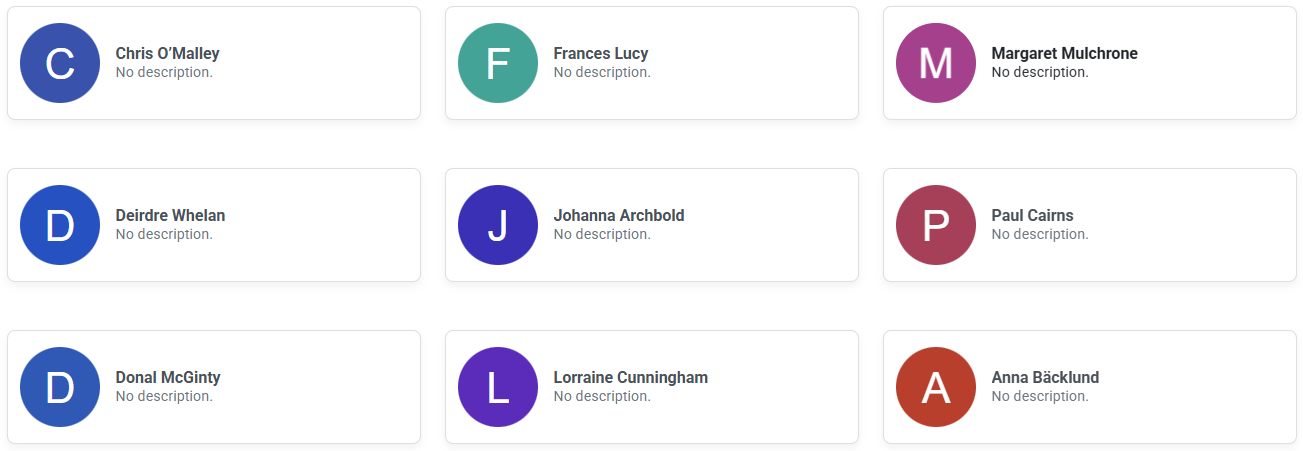 C
Chris O’Malley
No description.
F
Frances Lucy
No description.
M
Margaret Mulchrone
No description.
D
Deirdre Whelan
No description.
J
Johanna Archbold
No description.
P
Paul Cairns
No description.
D
Donal McGinty
No description.
L
Lorraine Cunningham
No description.
A
Anna Bäcklund
No description.